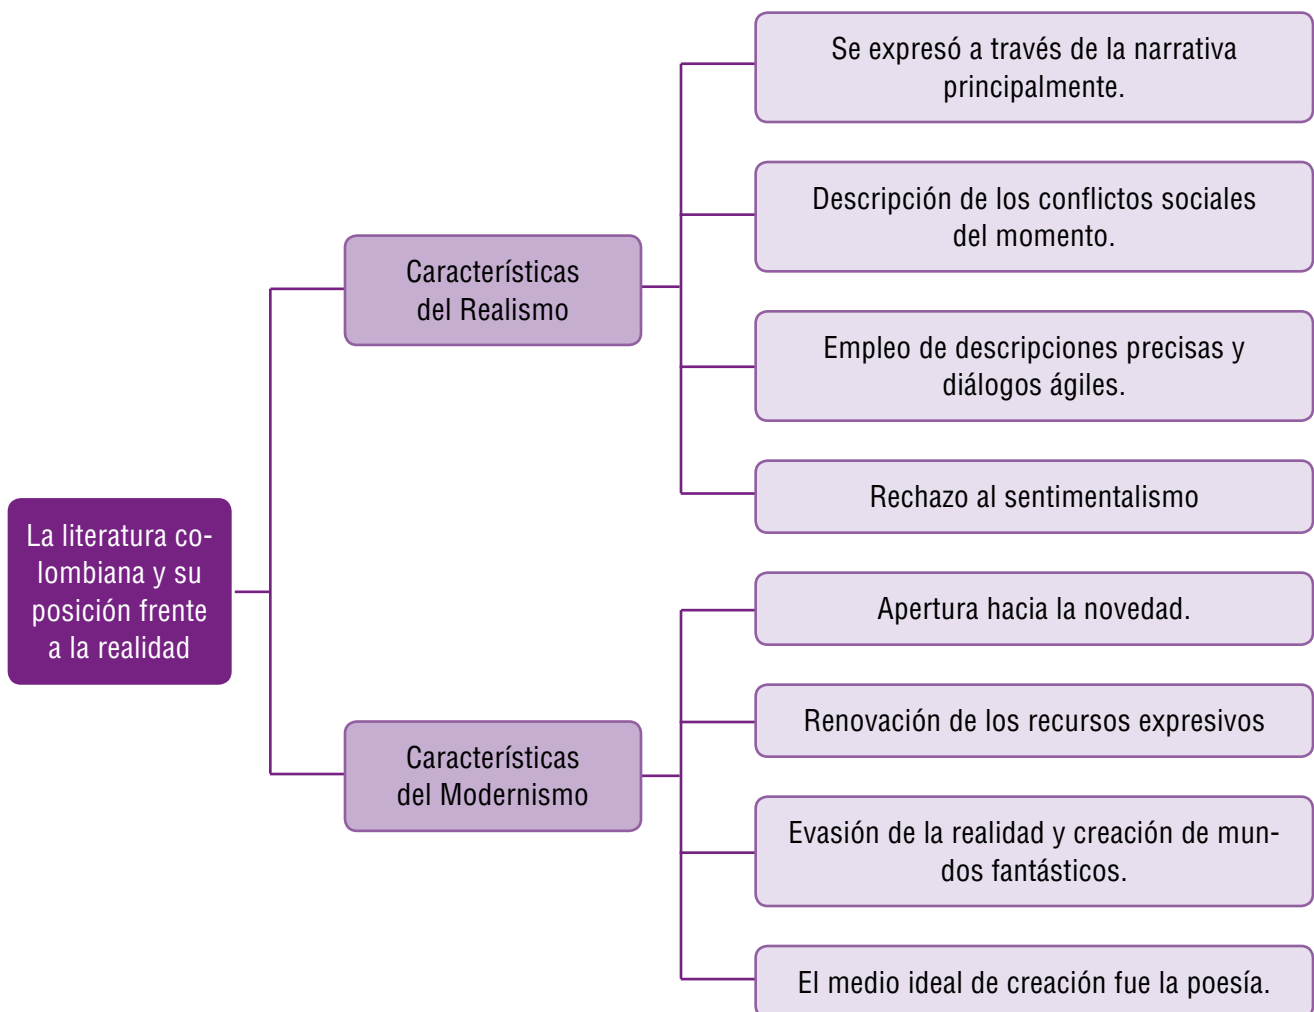 La literatura co-
lombiana y su
posición frente
a la realidad
Características
del Realismo
Se expresó a través de la narrativa
principalmente.
Descripción de los conflictos sociales
del momento.
Empleo de descripciones precisas y
diálogos ágiles.
Rechazo al sentimentalismo
Características
del Modernismo
Apertura hacia la novedad.
Renovación de los recursos expresivos
Evasión de la realidad y creación de mun-
dos fantásticos.
El medio ideal de creación fue la poesía.